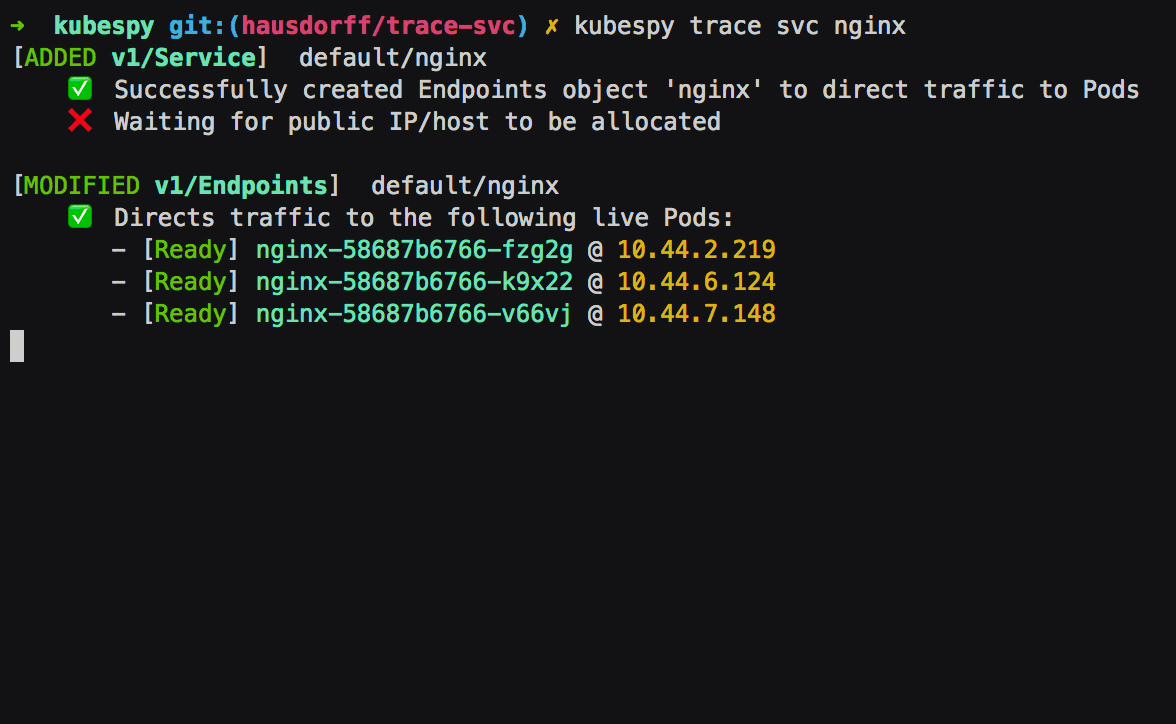 ➜  kubespy git:(hausdorff/trace-svc) ✗ kubespy trace svc nginx
[ADDED v1/Service]  default/nginx
    ✅ Successfully created Endpoints object 'nginx' to direct traffic to Pods
    ❌ Waiting for public IP/host to be allocated

[MODIFIED v1/Endpoints]  default/nginx
    ✅ Directs traffic to the following live Pods:
       - [Ready] nginx-58687b6766-fzg2g @ 10.44.2.219
       - [Ready] nginx-58687b6766-k9x22 @ 10.44.6.124
       - [Ready] nginx-58687b6766-v66vj @ 10.44.7.148